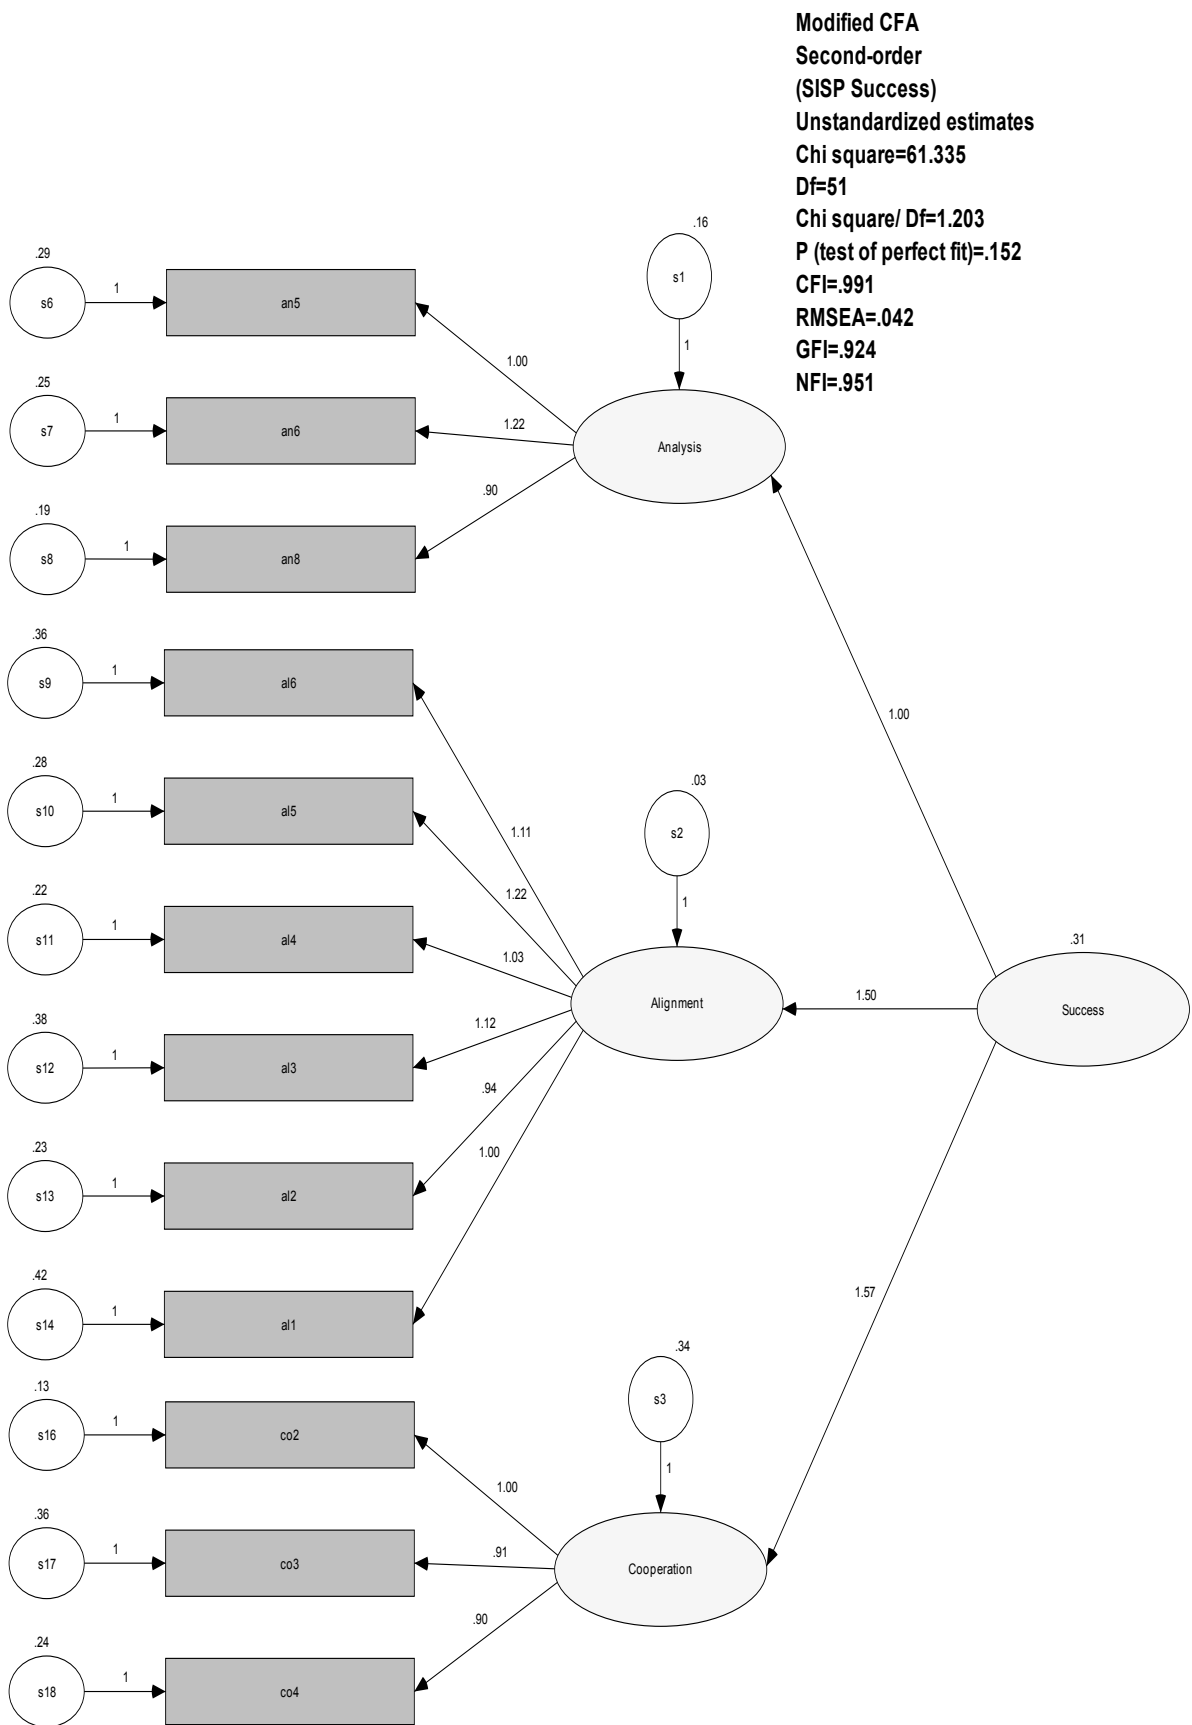 Modified CFA
Second-order
(SISP Success)
Unstandardized estimates
Chi square=61.335
Df=51
Chi square/ Df=1.203
P (test of perfect fit)=.152
CFI=.991
RMSEA=.042
GFI=.924
NFI=.951
.29
s6
1
an5
.25
s7
1
an6
.19
s8
1
an8
1.00
1.22
.90
.16
s1
1
Analysis
.36
s9
1
al6
.28
s10
1
al5
.22
s11
1
al4
.38
s12
1
al3
.23
s13
1
al2
.42
s14
1
al1
1.11
1.22
1.03
1.12
.94
1.00
.03
s2
1
Alignment
1.00
1.50
1.57
.31
Success
.13
s16
1
co2
.36
s17
1
co3
.24
s18
1
co4
1.00
.91
.90
.34
s3
1
Cooperation